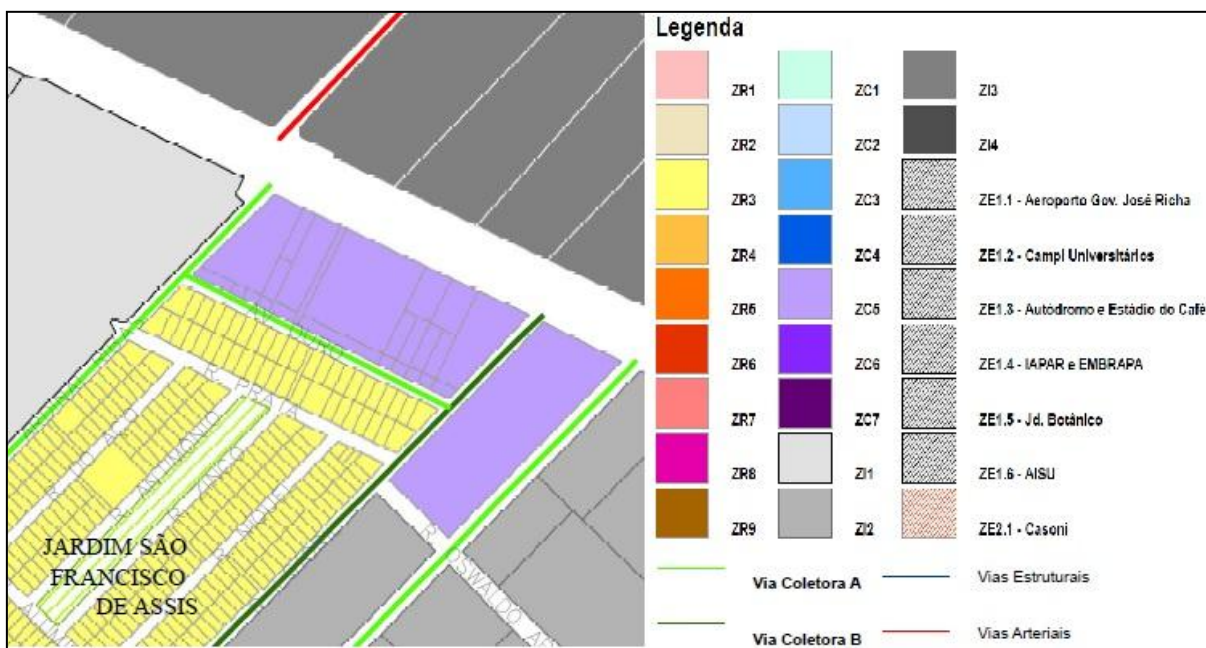 Legenda
ZR1
ZC1
ZI3
ZR2
ZC2
ZI4
ZR3
ZC3
ZE1.1 - Aeroporto Gov. José Richa
ZR4
ZC4
ZE1.2 - Campi Universitários
ZR5
ZC5
ZE1.3 - Autódromo e Estádio do Café
ZR6
ZC6
ZE1.4 - IAPAR e EMBRAPA
ZR7
ZC7
ZE1.5 - Jd. Botânico
ZR8
ZI1
ZE1.6 - AISU
ZR9
ZI2
ZE2.1 - Casoni
Via Coletora A
Vias Estruturais
Via Coletora B
Vias Arteriais
JARDIM SÃO
FRANCISCO
DE ASSIS
R. OSWALDO